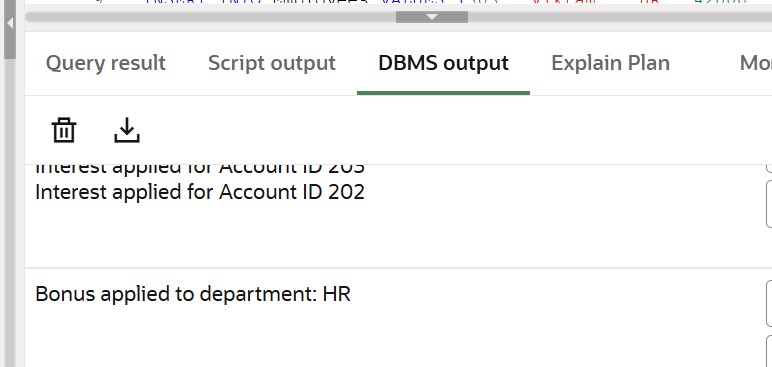 Query result Script output DBMS output Explain Plan Mo
Interest applied for Account ID 203
Interest applied for Account ID 202
Bonus applied to department: HR